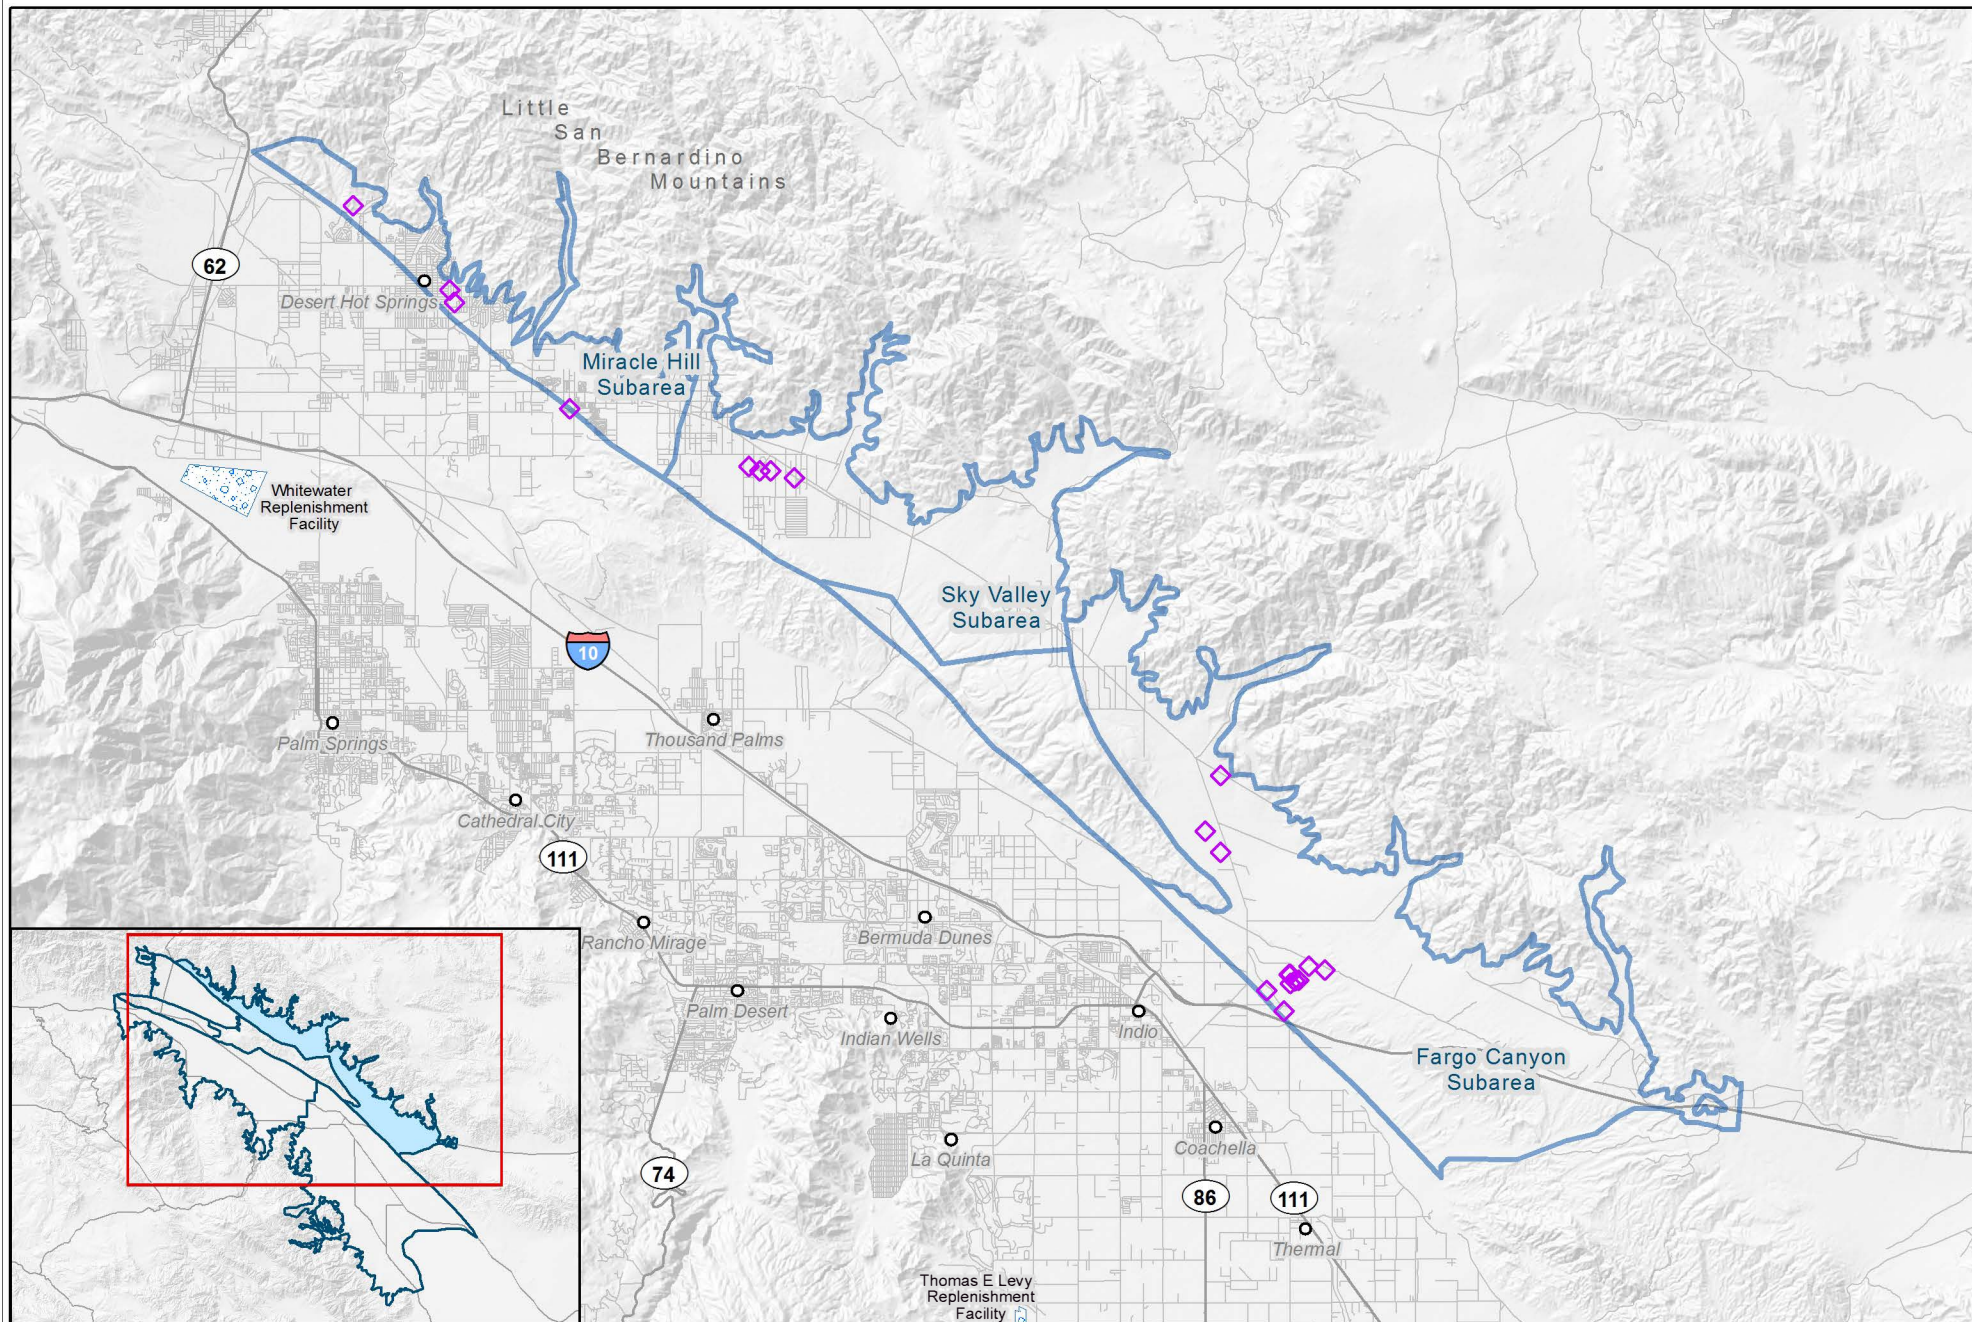 Little
San
Bernardino
Mountains
62
Desert Hot Springs
Miracle Hill
Subarea
Whitewater
Replenishment
Facility
Sky Valley
Subarea
10
Palm Springs
Thousand Palms
Cathedral City
111
Rancho Mirage
Bermuda Dunes
Palm Desert
Indian Wells
Indio
Fargo Canyon
Subarea
La Quinta
Coachella
74
86
111
Thermal
Thomas E Levy
Replenishment
Facility